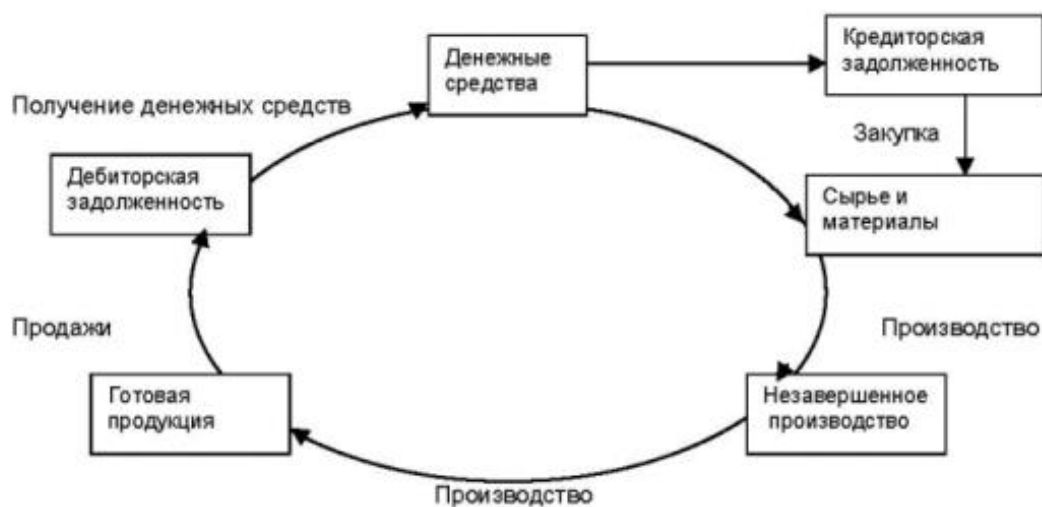 Денежные
средства
Кредиторская
задолженность
Получение денежных средств
Закупка
Дебиторская
задолженность
Сырье и
материалы
Продажи
Производство
Готовая
продукция
Незавершенное
производство
Производство